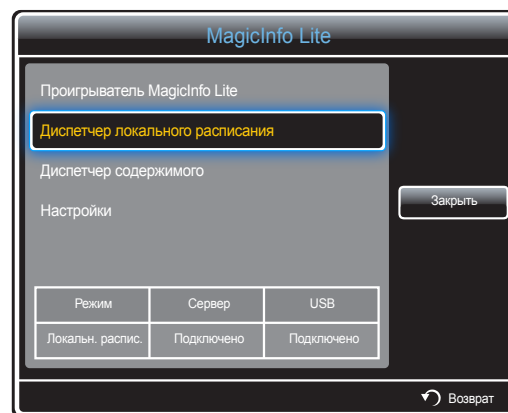 MagicInfo Lite
Проигрыватель MagicInfo Lite
Диспетчер локального расписания
Диспетчер содержимого
Настройки
Закрыть
Режим Сервер USB
Локальн. распис. Подключено Подключено
Возврат